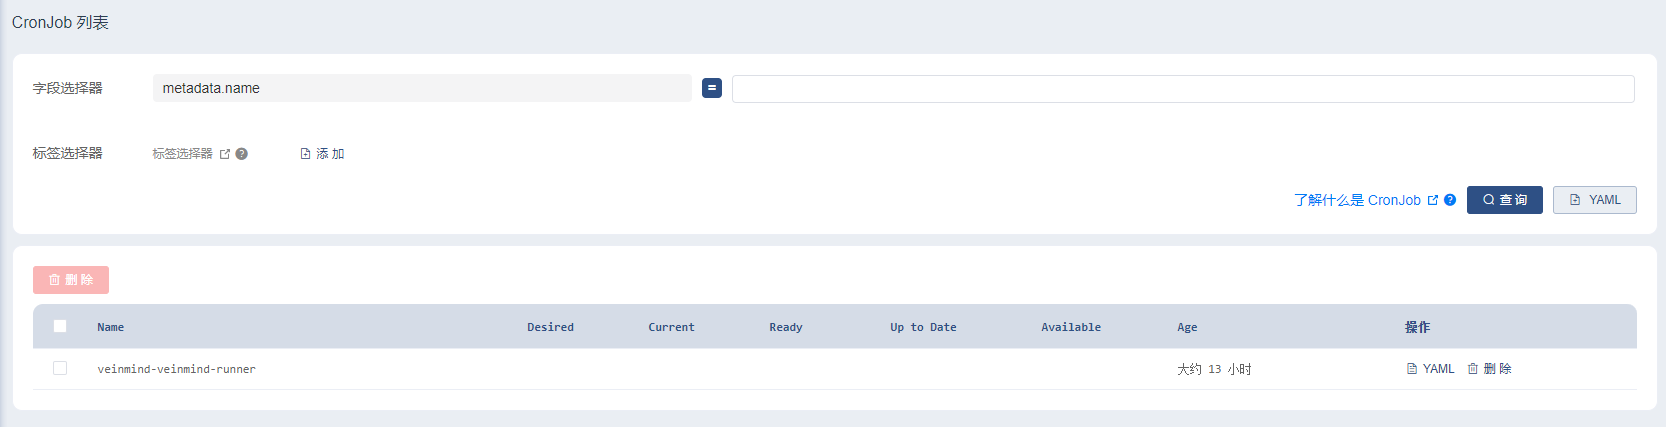 CronJob 列表
字段选择器 metadata.name =
标签选择器 标签选择器 ? 添 加
了解什么是 CronJob ? 查 询 YAML
删 除
Name Desired Current Ready Up to Date Available Age 操作
veinmind-veinmind-runner 大约 13 小时 YAML 删 除